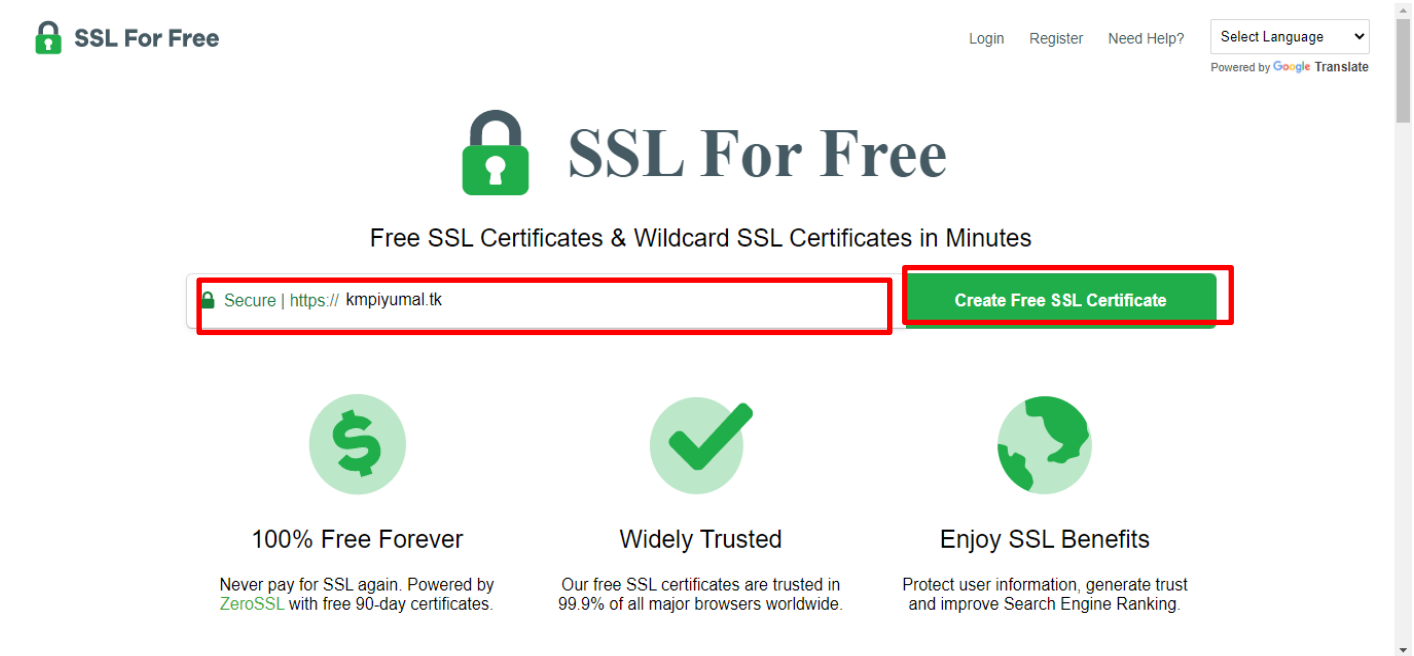 SSL For Free
Login Register Need Help? Select Language
Powered by Google Translate
SSL For Free
Free SSL Certificates & Wildcard SSL Certificates in Minutes
Secure | https:// kmpiyumal.tk
Create Free SSL Certificate
100% Free Forever
Never pay for SSL again. Powered by
ZeroSSL with free 90-day certificates.
Widely Trusted
Our free SSL certificates are trusted in
99.9% of all major browsers worldwide.
Enjoy SSL Benefits
Protect user information, generate trust
and improve Search Engine Ranking.